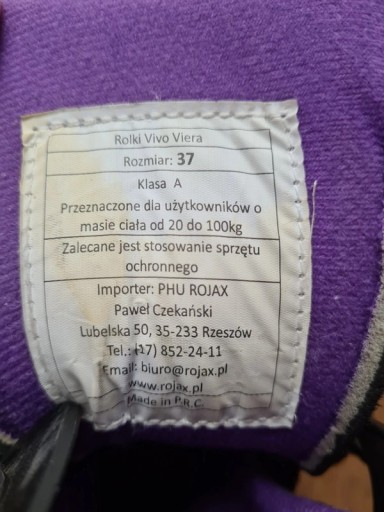 Rolki Vivo Viera
Rozmiar: 37
Klasa A
Przeznaczone dla użytkowników o
masie ciała od 20 do 100kg
Zalecane jest stosowanie sprzętu
ochronnego
Importer: PHU ROJAX
Paweł Czekański
Lubelska 50, 35-233 Rzeszów
Tel.: (17) 852-24-11
Email: biuro@rojax.pl
www.rojax.pl
Made in P.R.C.